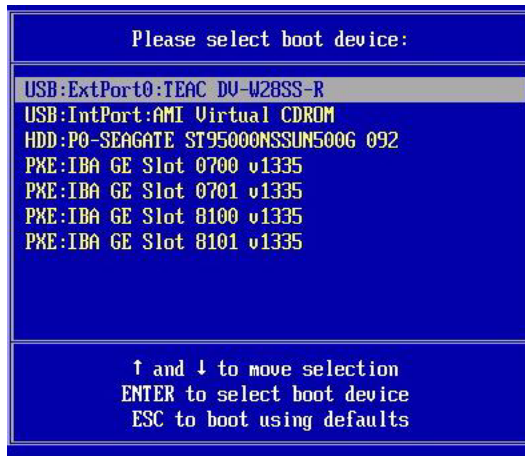 Please select boot device:
USB:ExtPort0:TEAC DV-W28SS-R
USB:IntPort:AMI Virtual CDROM
HDD:P0-SEAGATE ST95000NSSUN500G 092
PXE:IBA GE Slot 0700 v1335
PXE:IBA GE Slot 0701 v1335
PXE:IBA GE Slot 8100 v1335
PXE:IBA GE Slot 8101 v1335
↑ and ↓ to move selection
ENTER to select boot device
ESC to boot using defaults